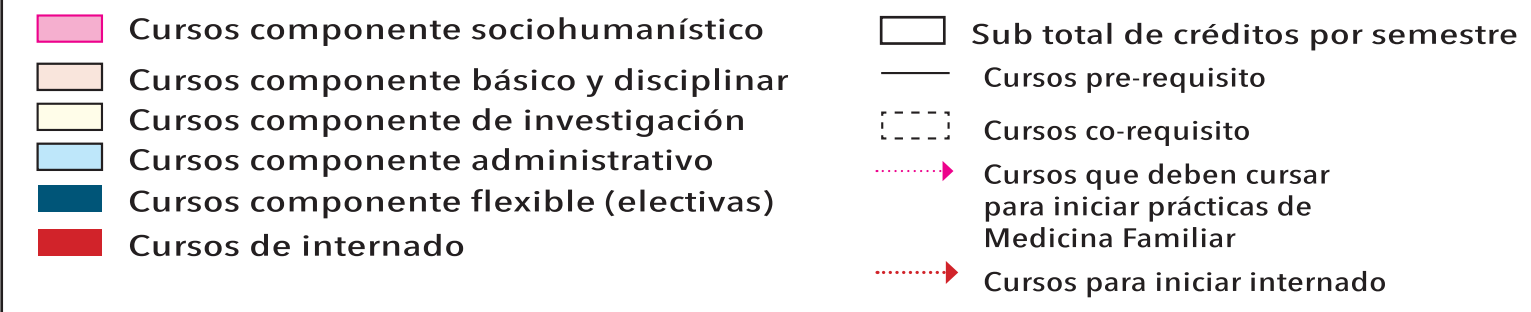 Cursos componente sociohumanístico
Cursos componente básico y disciplinar
Cursos componente de investigación
Cursos componente administrativo
Cursos componente flexible (electivas)
Cursos de internado
Sub total de créditos por semestre
Cursos pre-requisito
Cursos co-requisito
Cursos que deben cursar
para iniciar prácticas de
Medicina Familiar
Cursos para iniciar internado